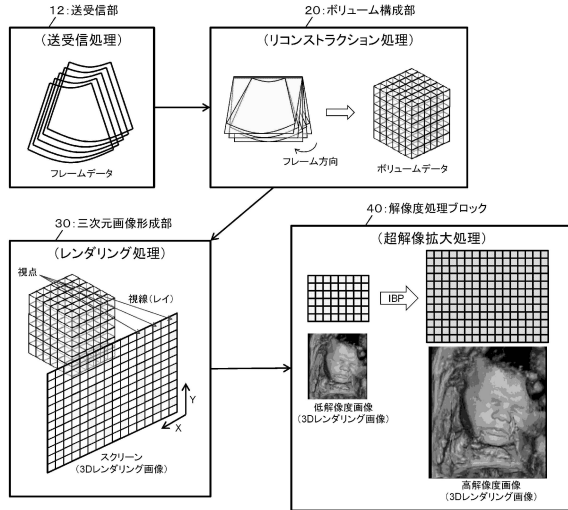 12:送受信部
(送受信処理)
フレームデータ
20:ボリューム構成部
(リコンストラクション処理)
フレーム方向
ボリュームデータ
30:三次元画像形成部
(レンダリング処理)
視点
視線(レイ)
Y
X
スクリーン
(3Dレンダリング画像)
40:解像度処理ブロック
(超解像拡大処理)
IBP
低解像度画像
(3Dレンダリング画像)
高解像度画像
(3Dレンダリング画像)